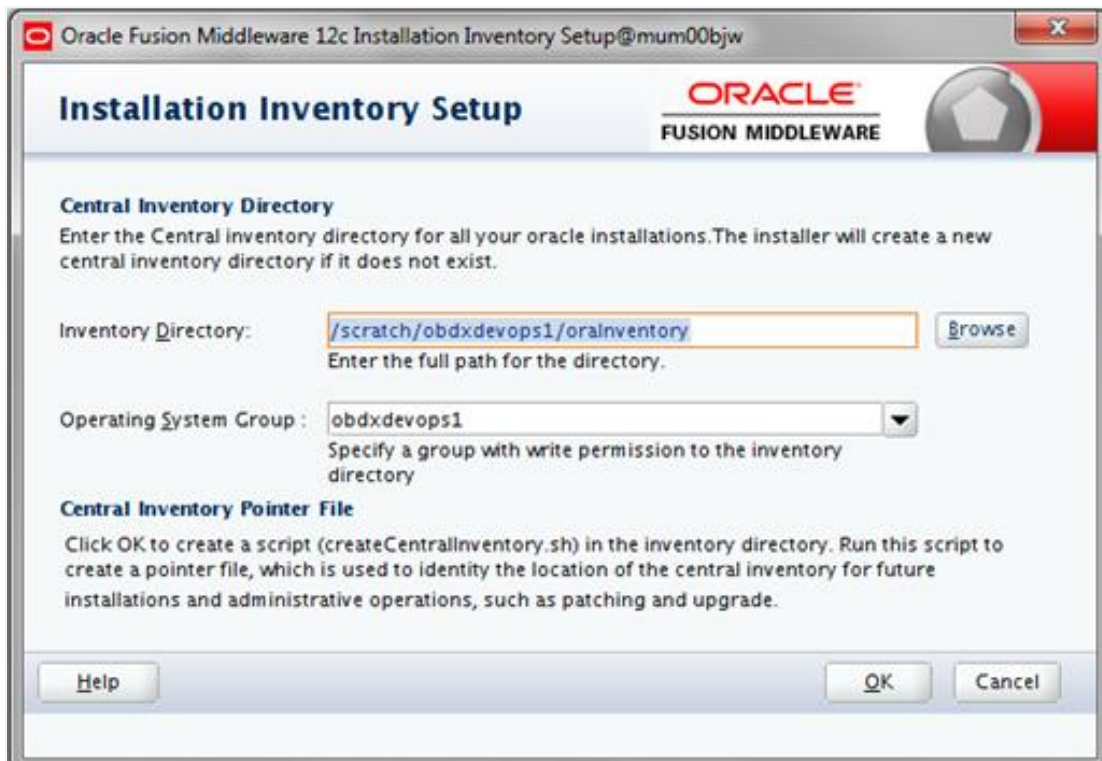 Oracle Fusion Middleware 12c Installation Inventory Setup@mum00bjw
Installation Inventory Setup
ORACLE
FUSION MIDDLEWARE
Central Inventory Directory
Enter the Central inventory directory for all your oracle installations.The installer will create a new
central inventory directory if it does not exist.
Inventory Directory:
/scratch/obdxdevops1/oraInventory
Browse
Enter the full path for the directory.
Operating System Group :
obdxdevops1
Specify a group with write permission to the inventory
directory
Central Inventory Pointer File
Click OK to create a script (createCentralInventory.sh) in the inventory directory. Run this script to
create a pointer file, which is used to identity the location of the central inventory for future
installations and administrative operations, such as patching and upgrade.
Help
OK
Cancel